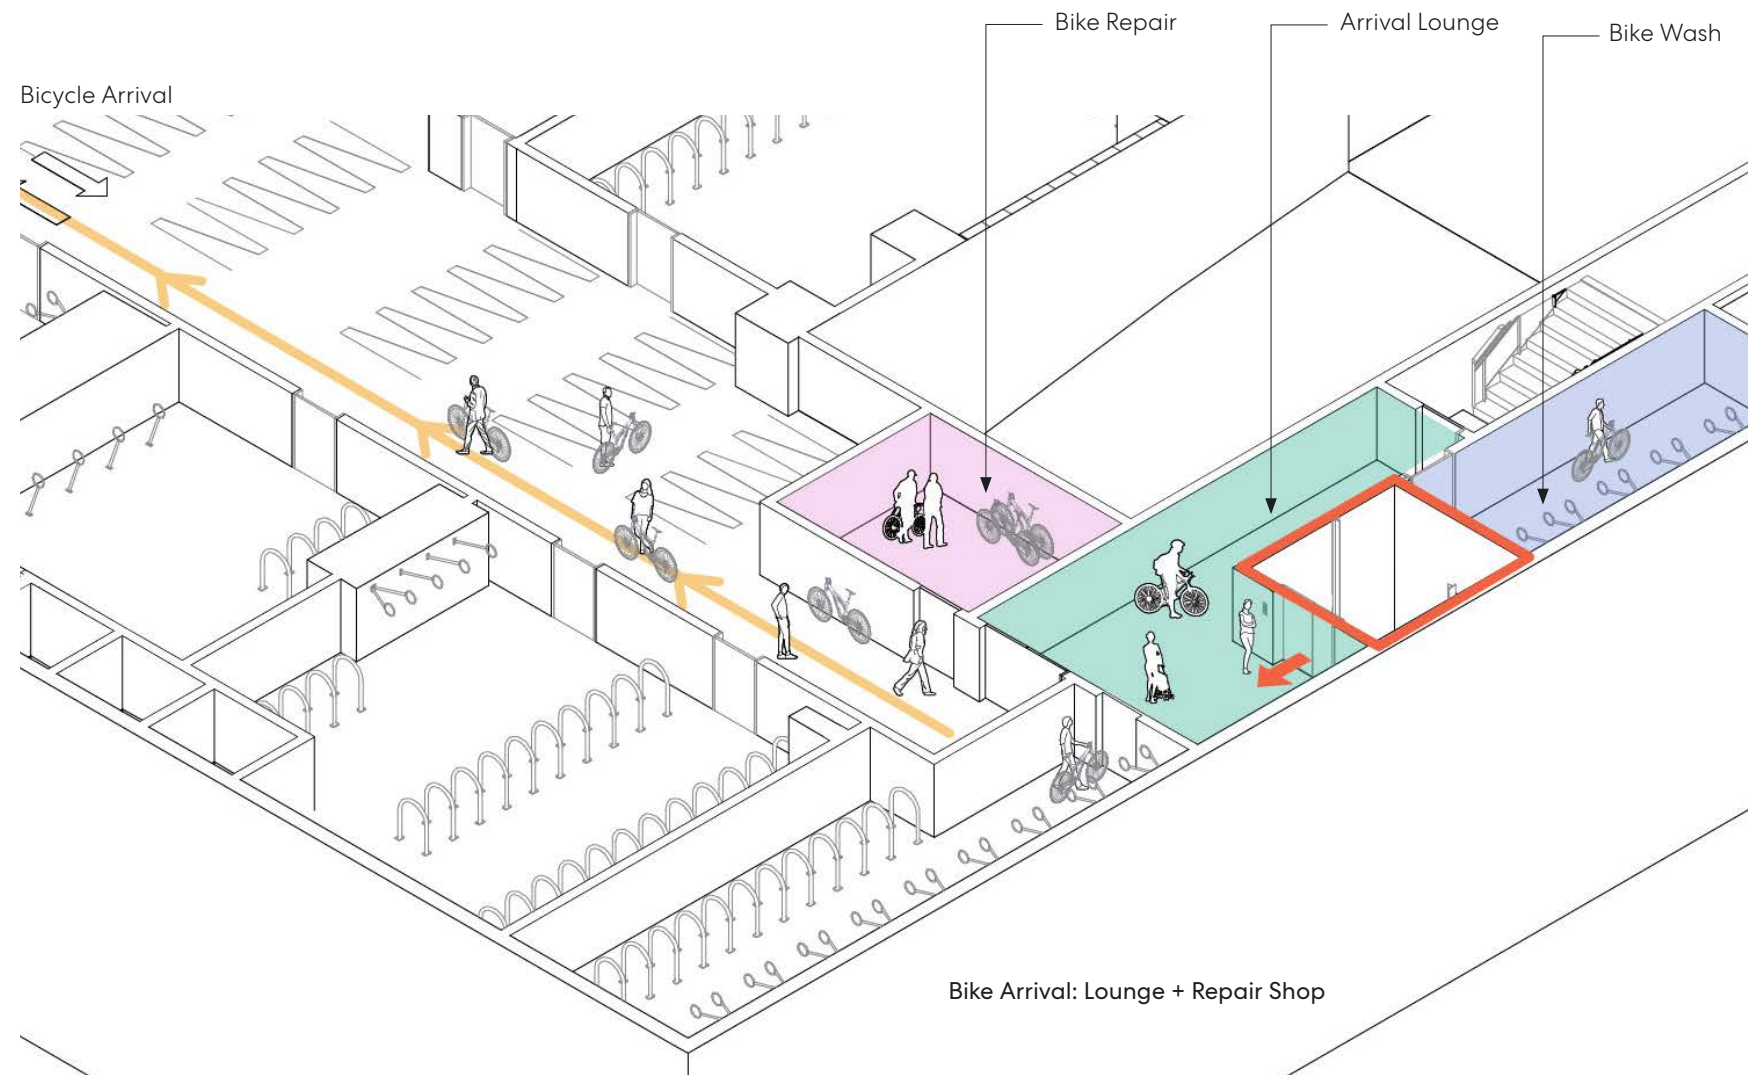 Bike Repair
Arrival Lounge
Bike Wash
Bicycle Arrival
Bike Arrival: Lounge + Repair Shop